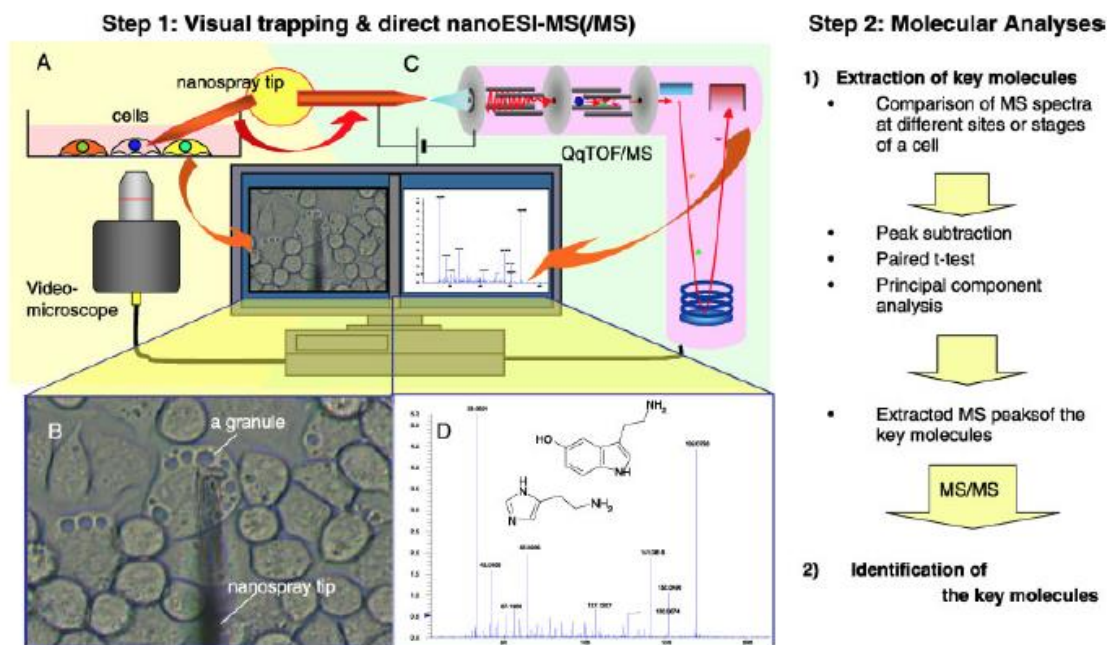 Step 1: Visual trapping & direct nanoESI-MS(/MS)
A
nanospray tip
cells
C
QqTOF/MS
Video-
microscope
B
a granule
nanospray tip
D
NH2
HO
NH
H
N
N
NH2
Step 2: Molecular Analyses
1) Extraction of key molecules
• Comparison of MS spectra
at different sites or stages
of a cell
• Peak subtraction
• Paired t-test
• Principal component
analysis
• Extracted MS peaksof the
key molecules
MS/MS
2) Identification of
the key molecules